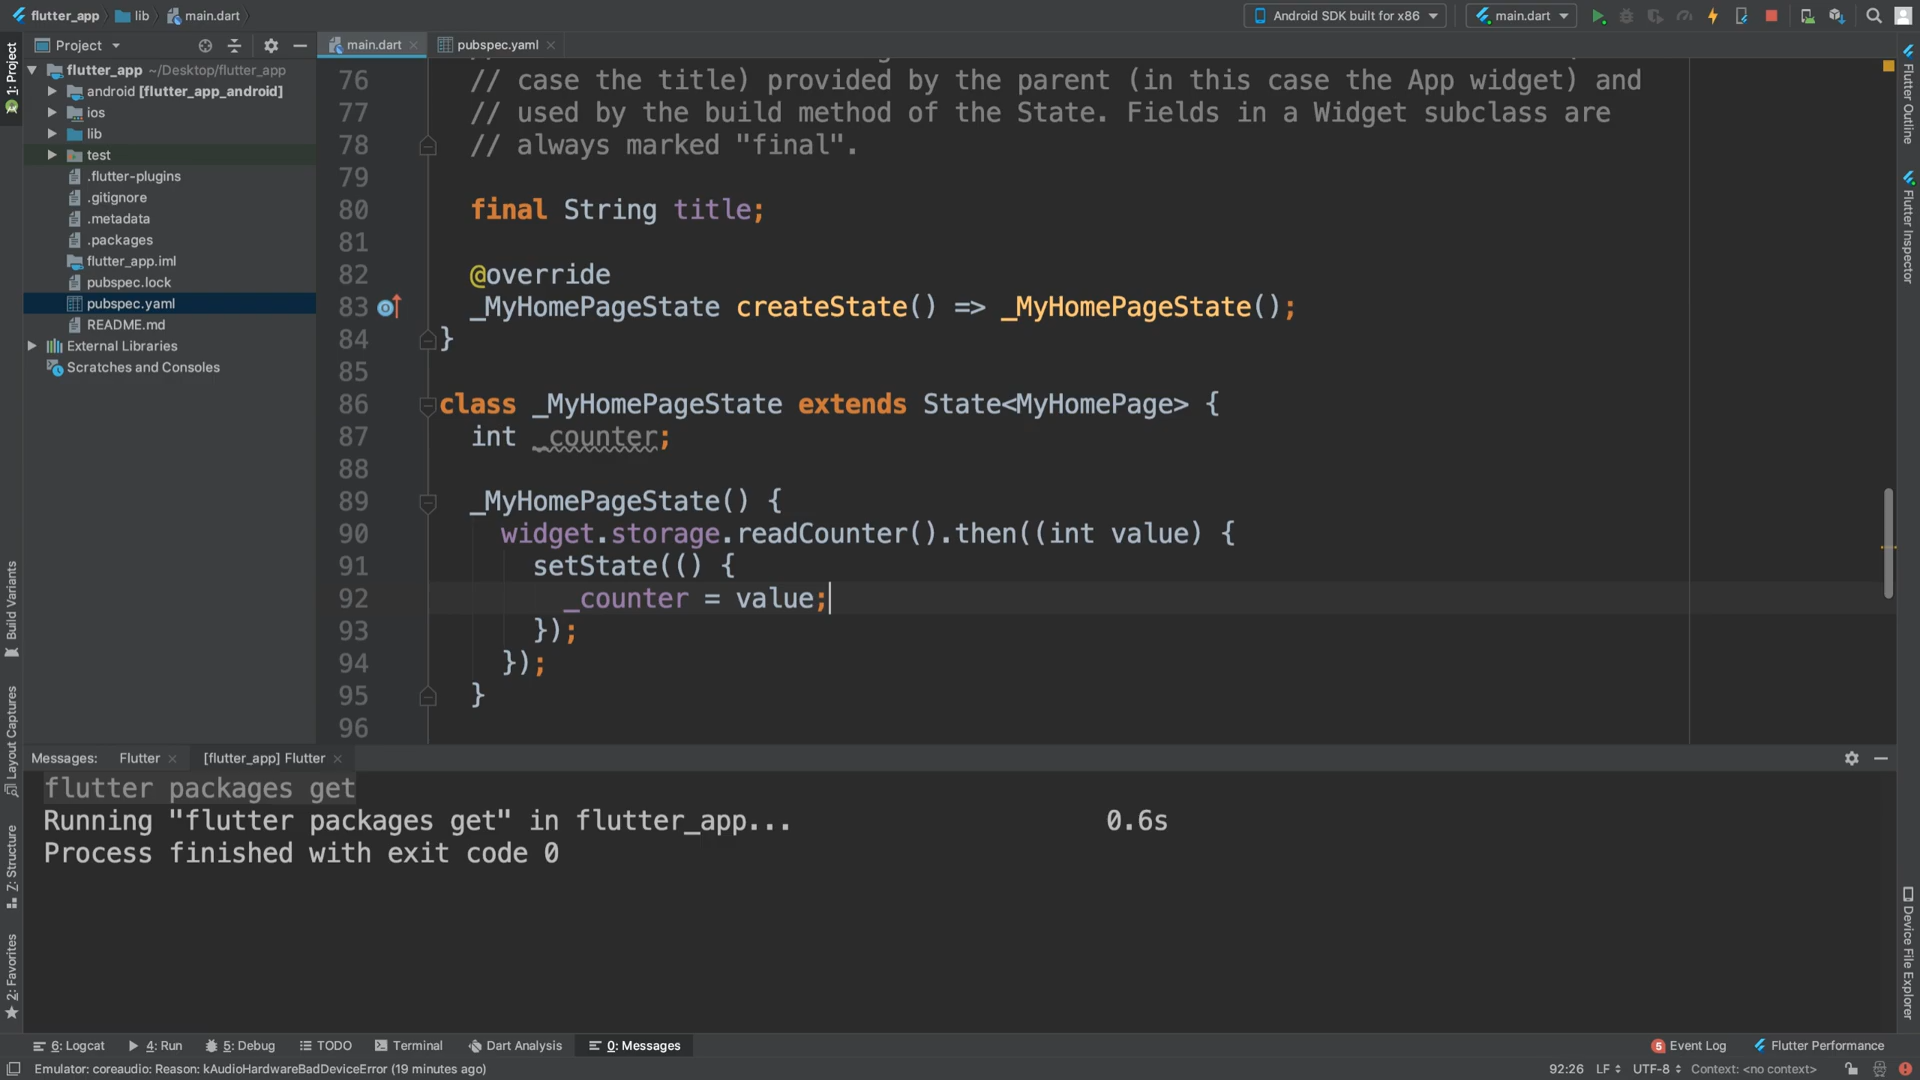 flutter_app lib main.dart Android SDK built for x86 main.dart
Project main.dart pubspec.yaml
flutter_app ~/Desktop/flutter_app
android [flutter_app_android]
ios
lib
test
.flutter-plugins
.gitignore
.metadata
.packages
flutter_app.iml
pubspec.lock
pubspec.yaml
README.md
External Libraries
Scratches and Consoles
1: Project
Build Variants
Layout Captures
Z: Structure
2: Favorites
76 // case the title) provided by the parent (in this case the App widget) and
77 // used by the build method of the State. Fields in a Widget subclass are
78 // always marked "final".
79
80 final String title;
81
82 @override
83 _MyHomePageState createState() => _MyHomePageState();
84 }
85
86 class _MyHomePageState extends State<MyHomePage> {
87 int _counter;
88
89 _MyHomePageState() {
90 widget.storage.readCounter().then((int value) {
91 setState(() {
92 _counter = value;
93 });
94 });
95 }
96
Flutter Outline
Flutter Inspector
Device File Explorer
Messages: Flutter [flutter_app] Flutter
flutter packages get
Running "flutter packages get" in flutter_app... 0.6s
Process finished with exit code 0
6: Logcat 4: Run 5: Debug TODO Terminal Dart Analysis 0: Messages 5 Event Log Flutter Performance
Emulator: coreaudio: Reason: kAudioHardwareBadDeviceError (19 minutes ago) 92:26 LF UTF-8 Context: <no context>